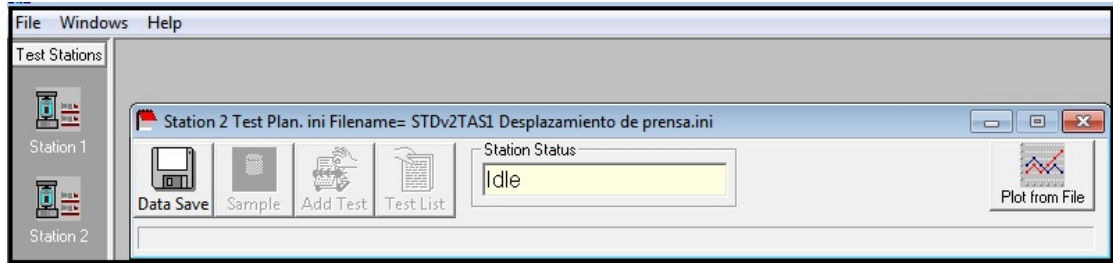 File Windows Help
Test Stations
Station 1
Station 2
Station 2 Test Plan. ini Filename= STDv2TAS1 Desplazamiento de prensa.ini
Data Save Sample Add Test Test List
Station Status
Idle
Plot from File